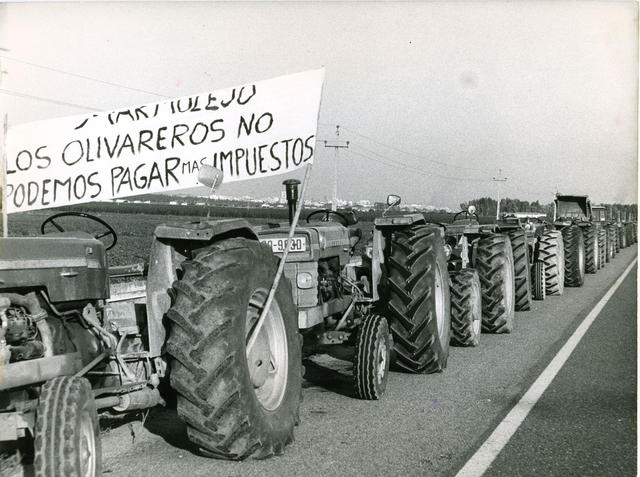 MARMOLEJO
LOS OLIVAREROS NO
PODEMOS PAGAR MAS IMPUESTOS